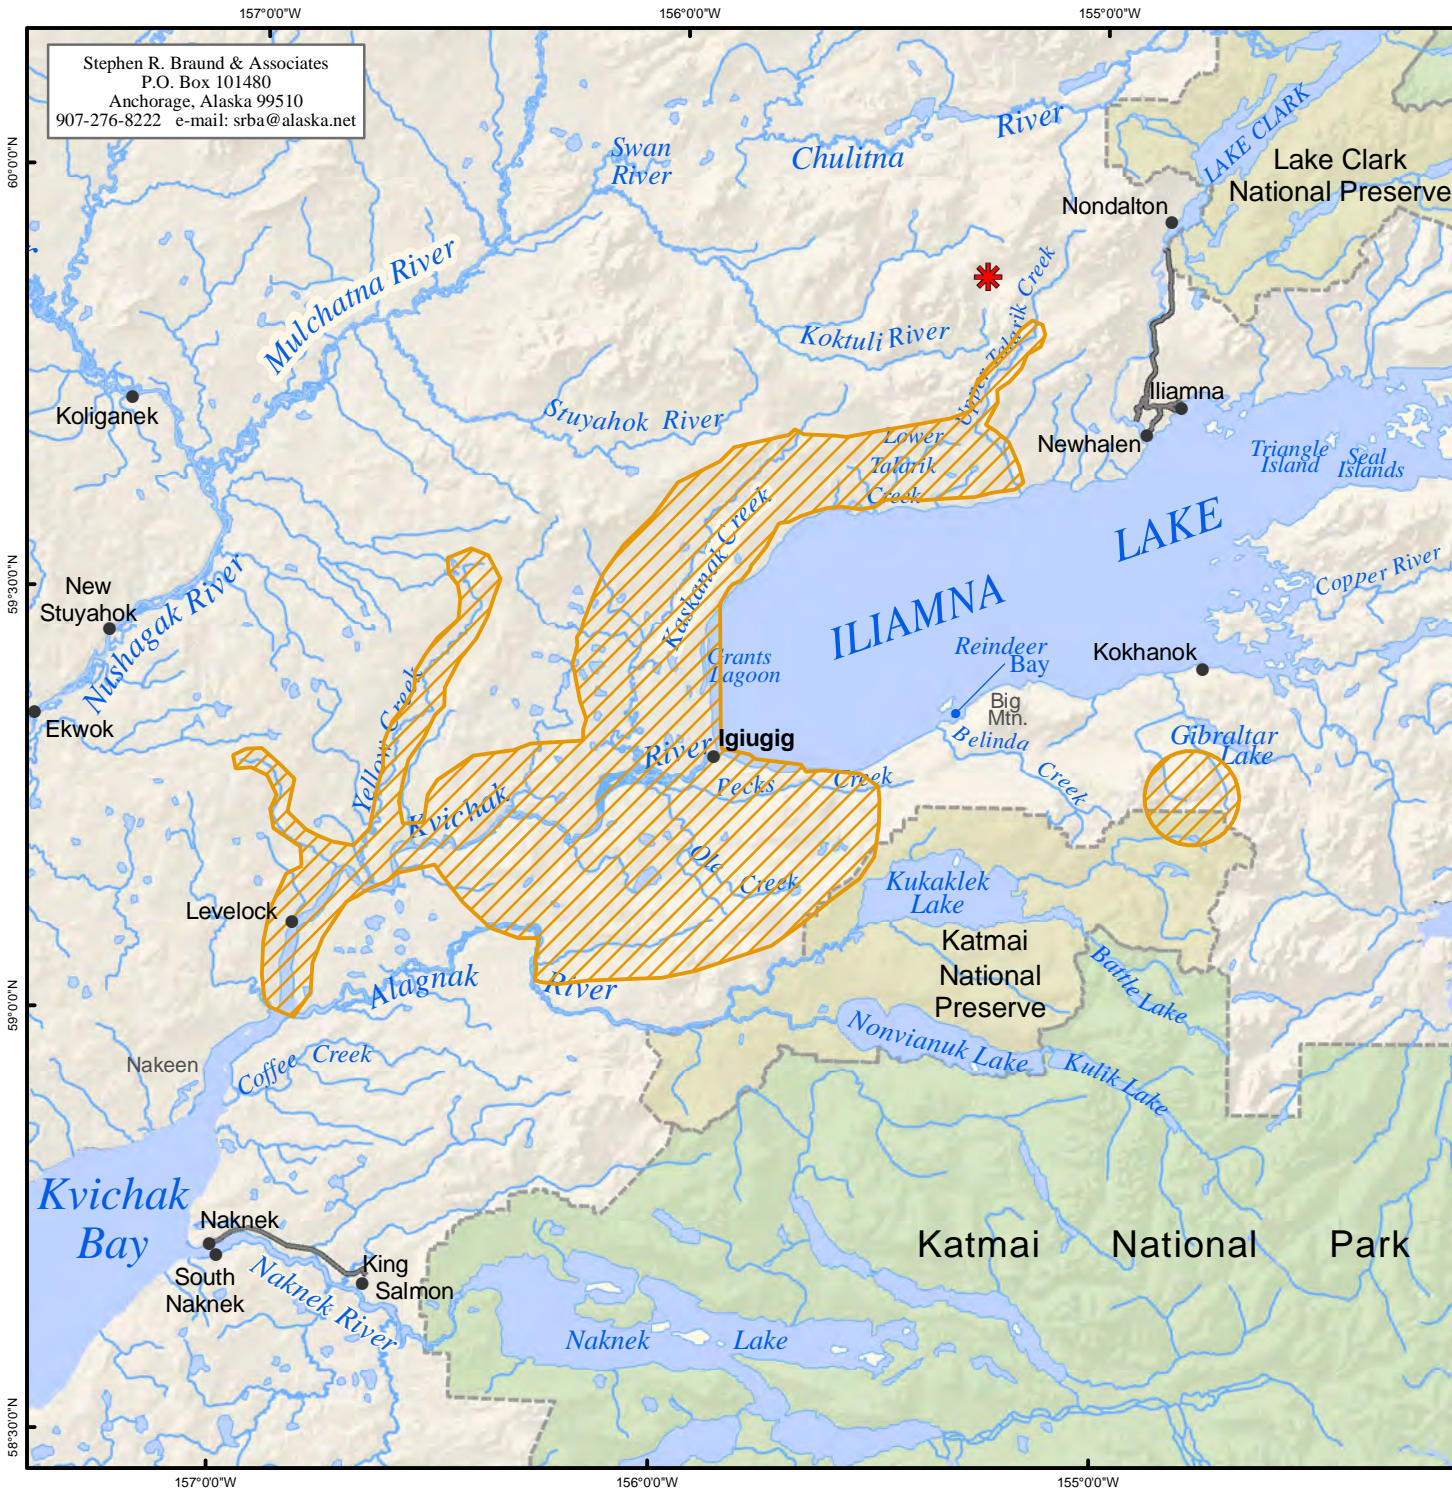 157°0'0"W
156°0'0"W
155°0'0"W
Stephen R. Braund & Associates
P.O. Box 101480
Anchorage, Alaska 99510
907-276-8222 e-mail: srba@alaska.net
60°0'0"N
59°30'0"N
59°0'0"N
58°30'0"N
Swan
River
Chulitna River
LAKE CLARK
Lake Clark
National Preserve
Nondalton
Mulchatna River
Koktuli River
Upper Talarik Creek
Iliamna
Koliganek
Stuyahok River
Lower
Talarik
Creek
Newhalen
Triangle
Island
Seal
Islands
Kaskanak Creek
ILIAMNA LAKE
Copper River
New
Stuyahok
Nushagak River
Grants
Lagoon
Reindeer
Bay
Kokhanok
Big
Mtn.
Ekwok
Yellow Creek
Igiugig
Belinda Creek
Gibraltar
Lake
Kvichak River
Pecks Creek
Ole Creek
Kukaklek
Lake
Levelock
Katmai
National
Preserve
Battle Lake
Alagnak River
Nonvianuk Lake
Kulik Lake
Nakeen
Coffee Creek
Kvichak
Bay
Naknek
South
Naknek
King
Salmon
Naknek River
Naknek Lake
Katmai National Park
157°0'0"W
156°0'0"W
155°0'0"W